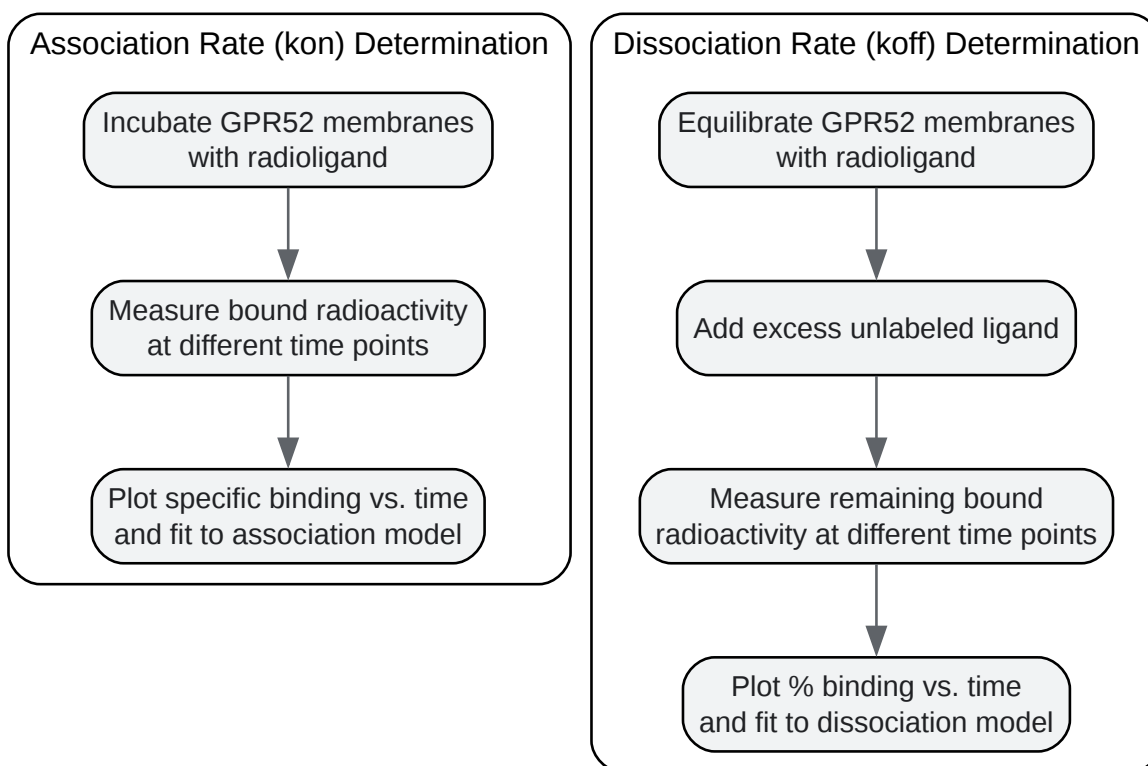 Association Rate (kon) Determination
Incubate GPR52 membranes
with radioligand
Measure bound radioactivity
at different time points
Plot specific binding vs. time
and fit to association model
Dissociation Rate (koff) Determination
Equilibrate GPR52 membranes
with radioligand
Add excess unlabeled ligand
Measure remaining bound
radioactivity at different time points
Plot % binding vs. time
and fit to dissociation model